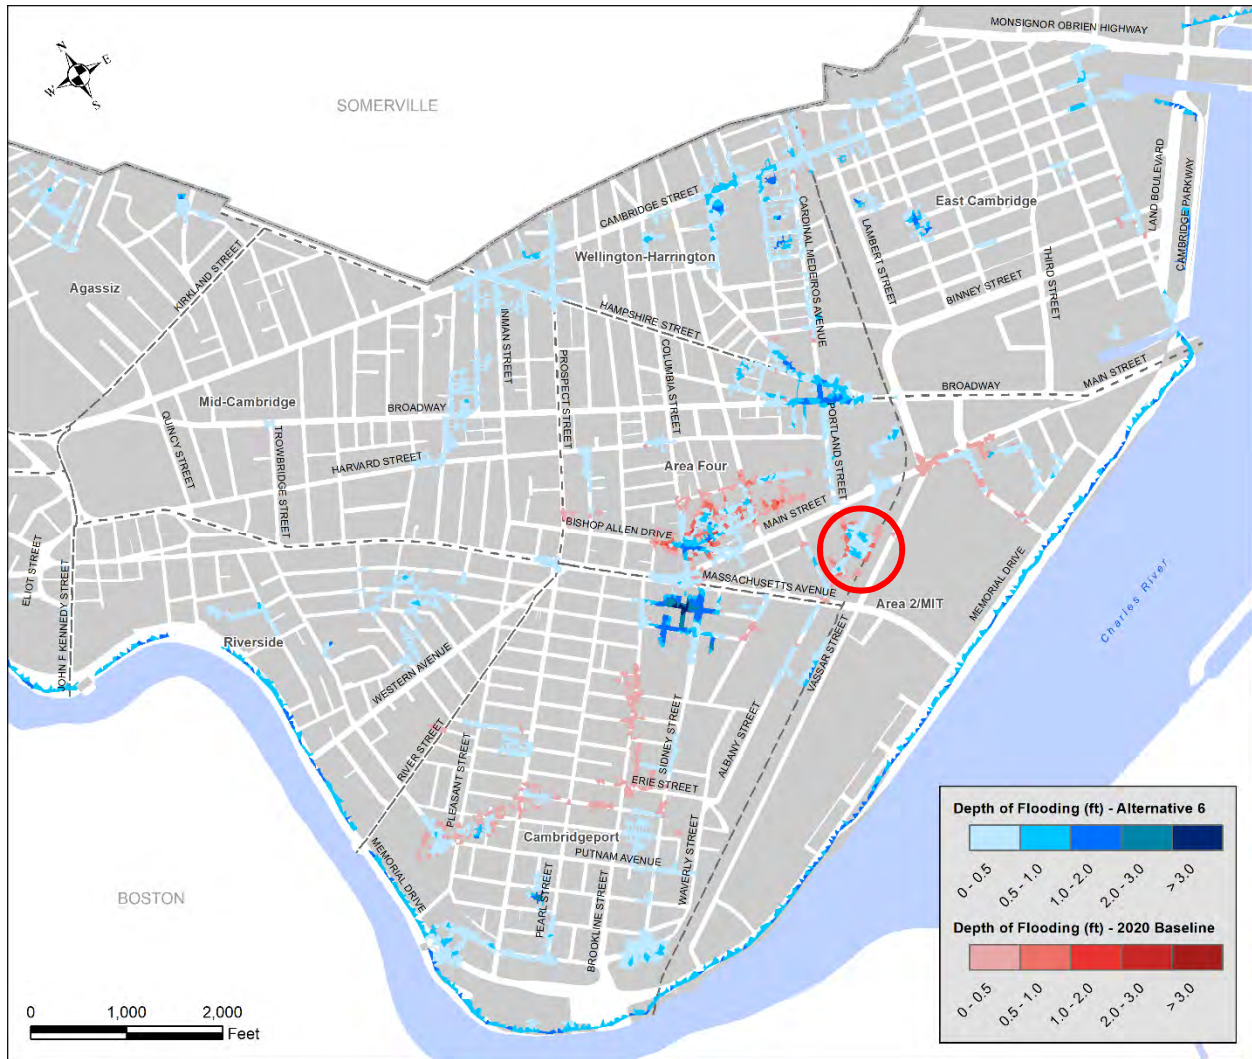 MONSIGNOR OBRIEN HIGHWAY
N
E
W
S
SOMERVILLE
LAND BOULEVARD
CAMBRIDGE PARKWAY
CAMBRIDGE STREET
East Cambridge
CARDINAL MEDEIROS AVENUE
LAMBERT STREET
THIRD STREET
KIRKLAND STREET
Wellington-Harrington
Agassiz
BINNEY STREET
HAMPSHIRE STREET
INMAN STREET
PROSPECT STREET
COLUMBIA STREET
MAIN STREET
BROADWAY
Mid-Cambridge
BROADWAY
QUINCY STREET
TROWBRIDGE STREET
HARVARD STREET
PORTLAND STREET
Area Four
MAIN STREET
BISHOP ALLEN DRIVE
ELIOT STREET
JOHN F KENNEDY STREET
MASSACHUSETTS AVENUE
Area 2/MIT
MEMORIAL DRIVE
Charles River
Riverside
WESTERN AVENUE
VASSAR STREET
RIVER STREET
SIDNEY STREET
ALBANY STREET
PLEASANT STREET
ERIE STREET
Cambridgeport
PUTNAM AVENUE
MEMORIAL DRIVE
WAVERLY STREET
PEARL STREET
BROOKLINE STREET
BOSTON
Depth of Flooding (ft) - Alternative 6
0 - 0.5
0.5 - 1.0
1.0 - 2.0
2.0 - 3.0
> 3.0
Depth of Flooding (ft) - 2020 Baseline
0 - 0.5
0.5 - 1.0
1.0 - 2.0
2.0 - 3.0
> 3.0
0 1,000 2,000
Feet